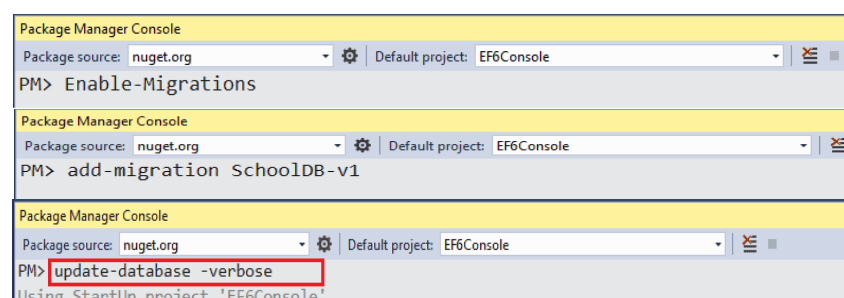 Package Manager Console
Package source: nuget.org Default project: EF6Console
PM> Enable-Migrations
Package Manager Console
Package source: nuget.org Default project: EF6Console
PM> add-migration SchoolDB-v1
Package Manager Console
Package source: nuget.org Default project: EF6Console
PM> update-database -verbose
Using StartUp project 'EF6Console'